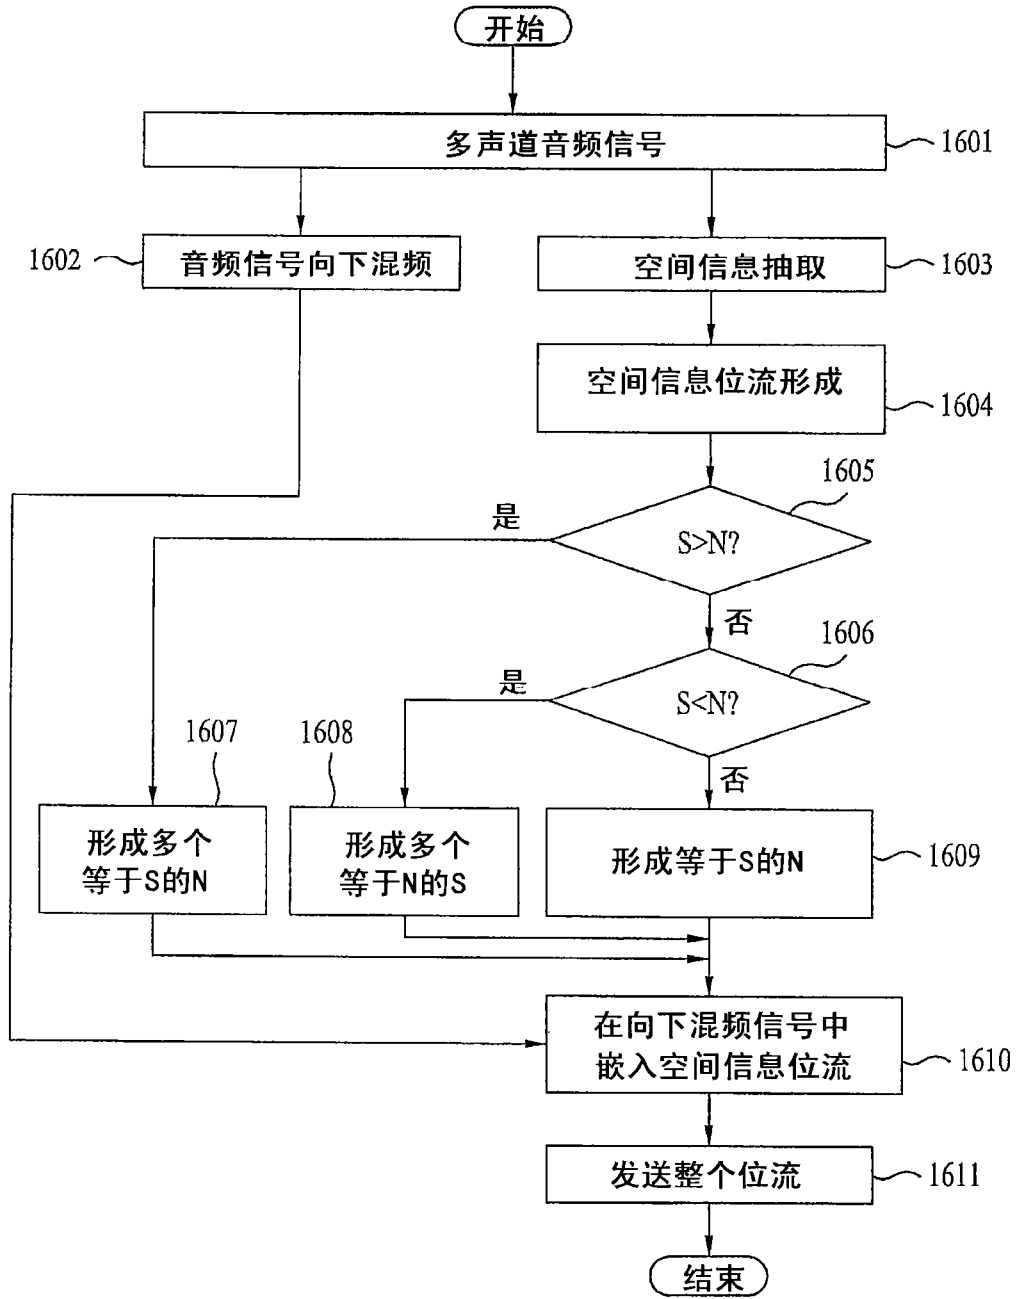 开始
多声道音频信号
1601
1602
音频信号向下混频
空间信息抽取
1603
空间信息位流形成
1604
1605
是
S>N?
否
1606
是
S<N?
1607
1608
否
形成多个
等于S的N
形成多个
等于N的S
形成等于S的N
1609
在向下混频信号中
嵌入空间信息位流
1610
发送整个位流
1611
结束